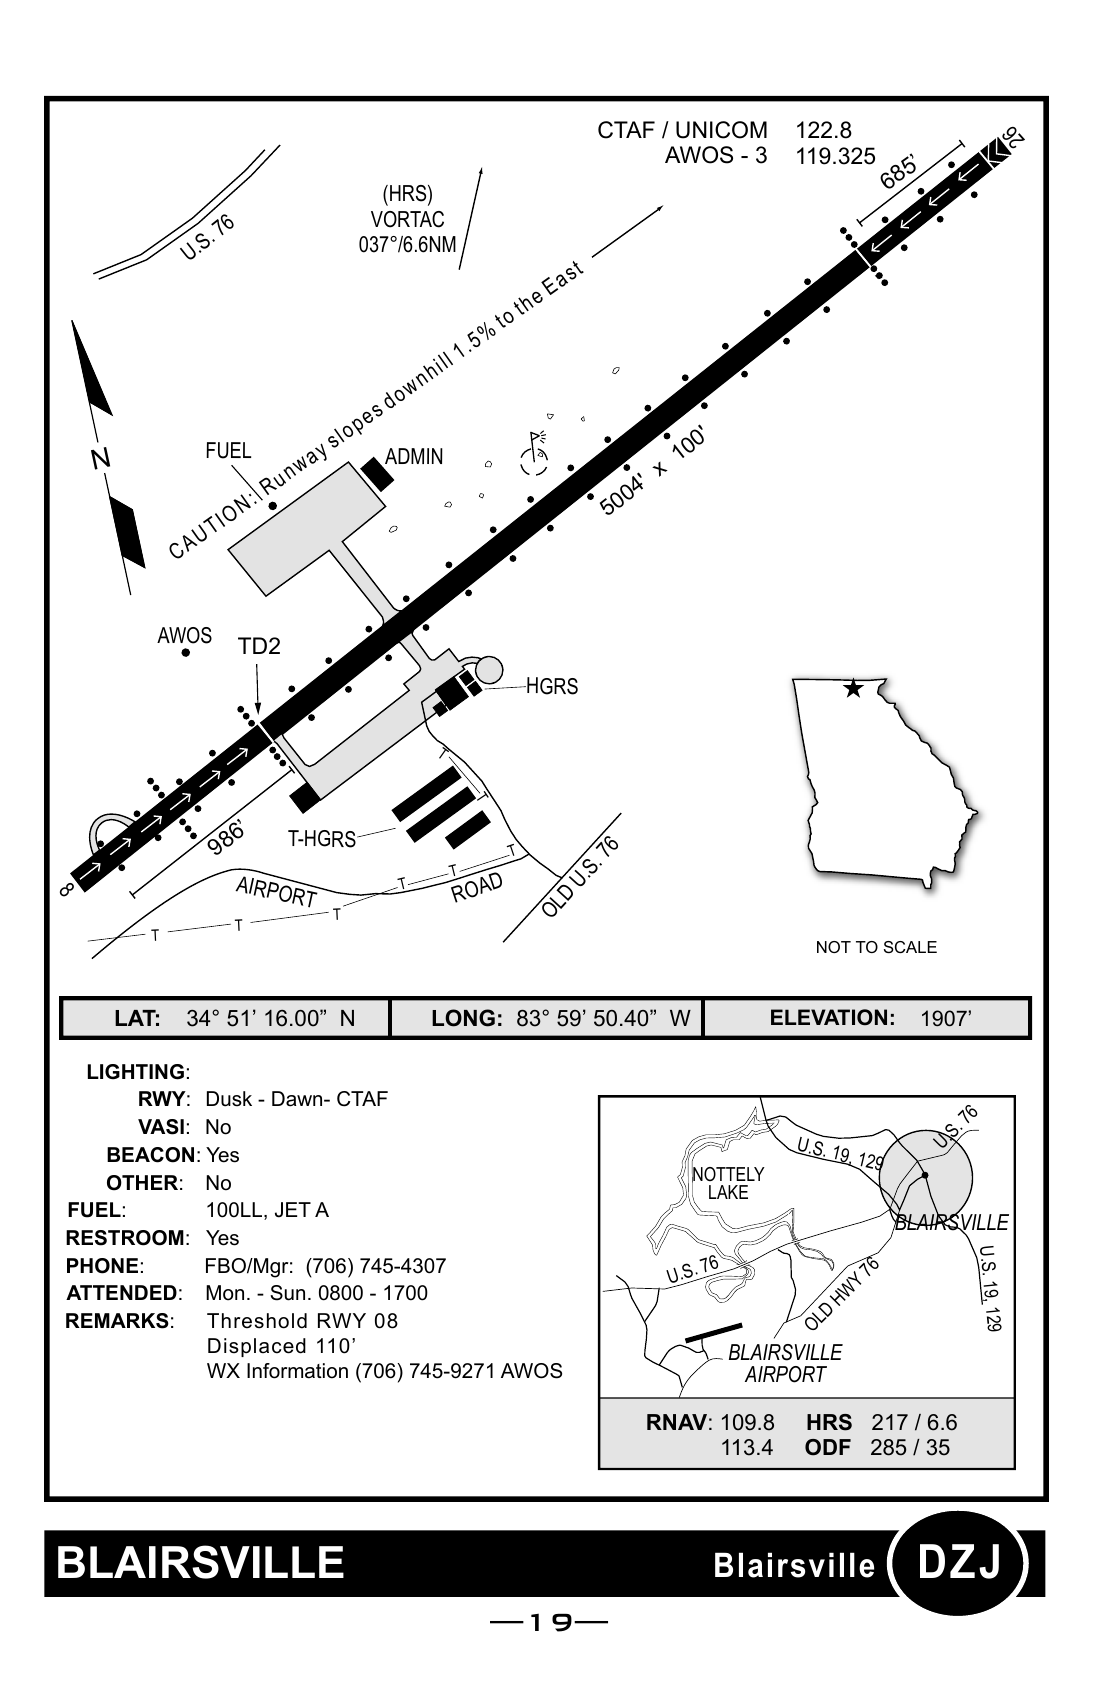 CTAF / UNICOM 122.8
AWOS - 3 119.325
26
685’
(HRS)
VORTAC
037°/6.6NM
U.S. 76
CAUTION: Runway slopes downhill 1.5% to the East
N
FUEL
ADMIN
5004' x 100'
AWOS
TD2
HGRS
986’
T-HGRS
8
AIRPORT ROAD
OLD U.S. 76
T
T
T
T
T
T
T
T
NOT TO SCALE
LAT: 34° 51’ 16.00” N LONG: 83° 59’ 50.40” W ELEVATION: 1907’
LIGHTING:
RWY: Dusk - Dawn- CTAF
VASI: No
BEACON: Yes
OTHER: No
FUEL: 100LL, JET A
RESTROOM: Yes
PHONE: FBO/Mgr: (706) 745-4307
ATTENDED: Mon. - Sun. 0800 - 1700
REMARKS: Threshold RWY 08
Displaced 110’
WX Information (706) 745-9271 AWOS
U.S. 76
U.S. 19, 129
NOTTELY
LAKE
BLAIRSVILLE
U.S. 76
OLD HWY 76
U.S. 19, 129
BLAIRSVILLE
AIRPORT
RNAV: 109.8 HRS 217 / 6.6
113.4 ODF 285 / 35
BLAIRSVILLE
Blairsville DZJ
19